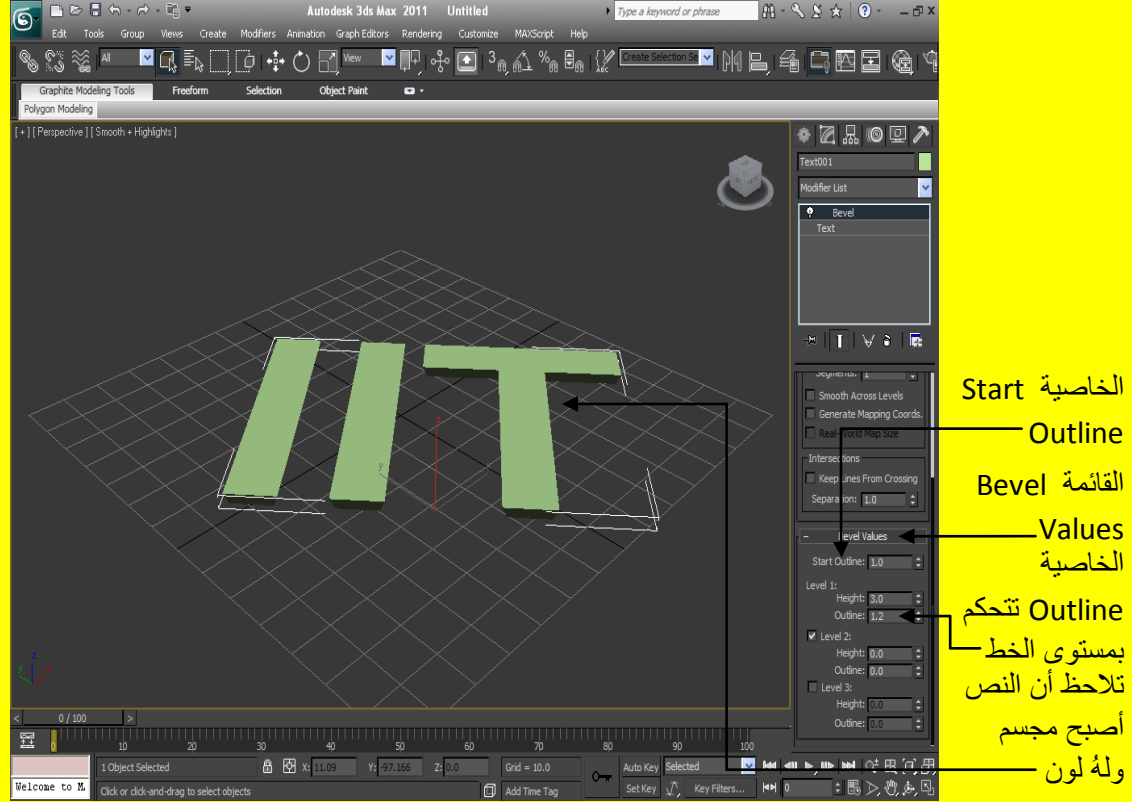 Autodesk 3ds Max 2011 Untitled
Type a keyword or phrase
Edit Tools Group Views Create Modifiers Animation Graph Editors Rendering Customize MAXScript Help
All
View
3
Create Selection Se
Graphite Modeling Tools Freeform Selection Object Paint
Polygon Modeling
[ + ] [ Perspective ] [ Smooth + Highlights ]
Text001
Modifier List
Bevel
Text
Segments: 1
Smooth Across Levels
Generate Mapping Coords.
Real-World Map Size
Intersections
Keep Lines From Crossing
Separation: 1.0
Bevel Values
Start Outline: 1.0
Level 1:
Height: 3.0
Outline: 1.2
Level 2:
Height: 0.0
Outline: 0.0
Level 3:
Height: 0.0
Outline: 0.0
IIT
z
y
z
y
x
الخاصية Start
Outline
القائمة Bevel
Values
الخاصية
Outline تتحكم
بمستوى الخط
تلاحظ أن النص
أصبح مجسم
ولهُ لون
< 0 / 100 >
0 10 20 30 40 50 60 70 80 90 100
1 Object Selected X: 11.09 Y: -97.166 Z: 0.0 Grid = 10.0 Auto Key Selected
Welcome to M. Click or click-and-drag to select objects Add Time Tag Set Key Key Filters... 0